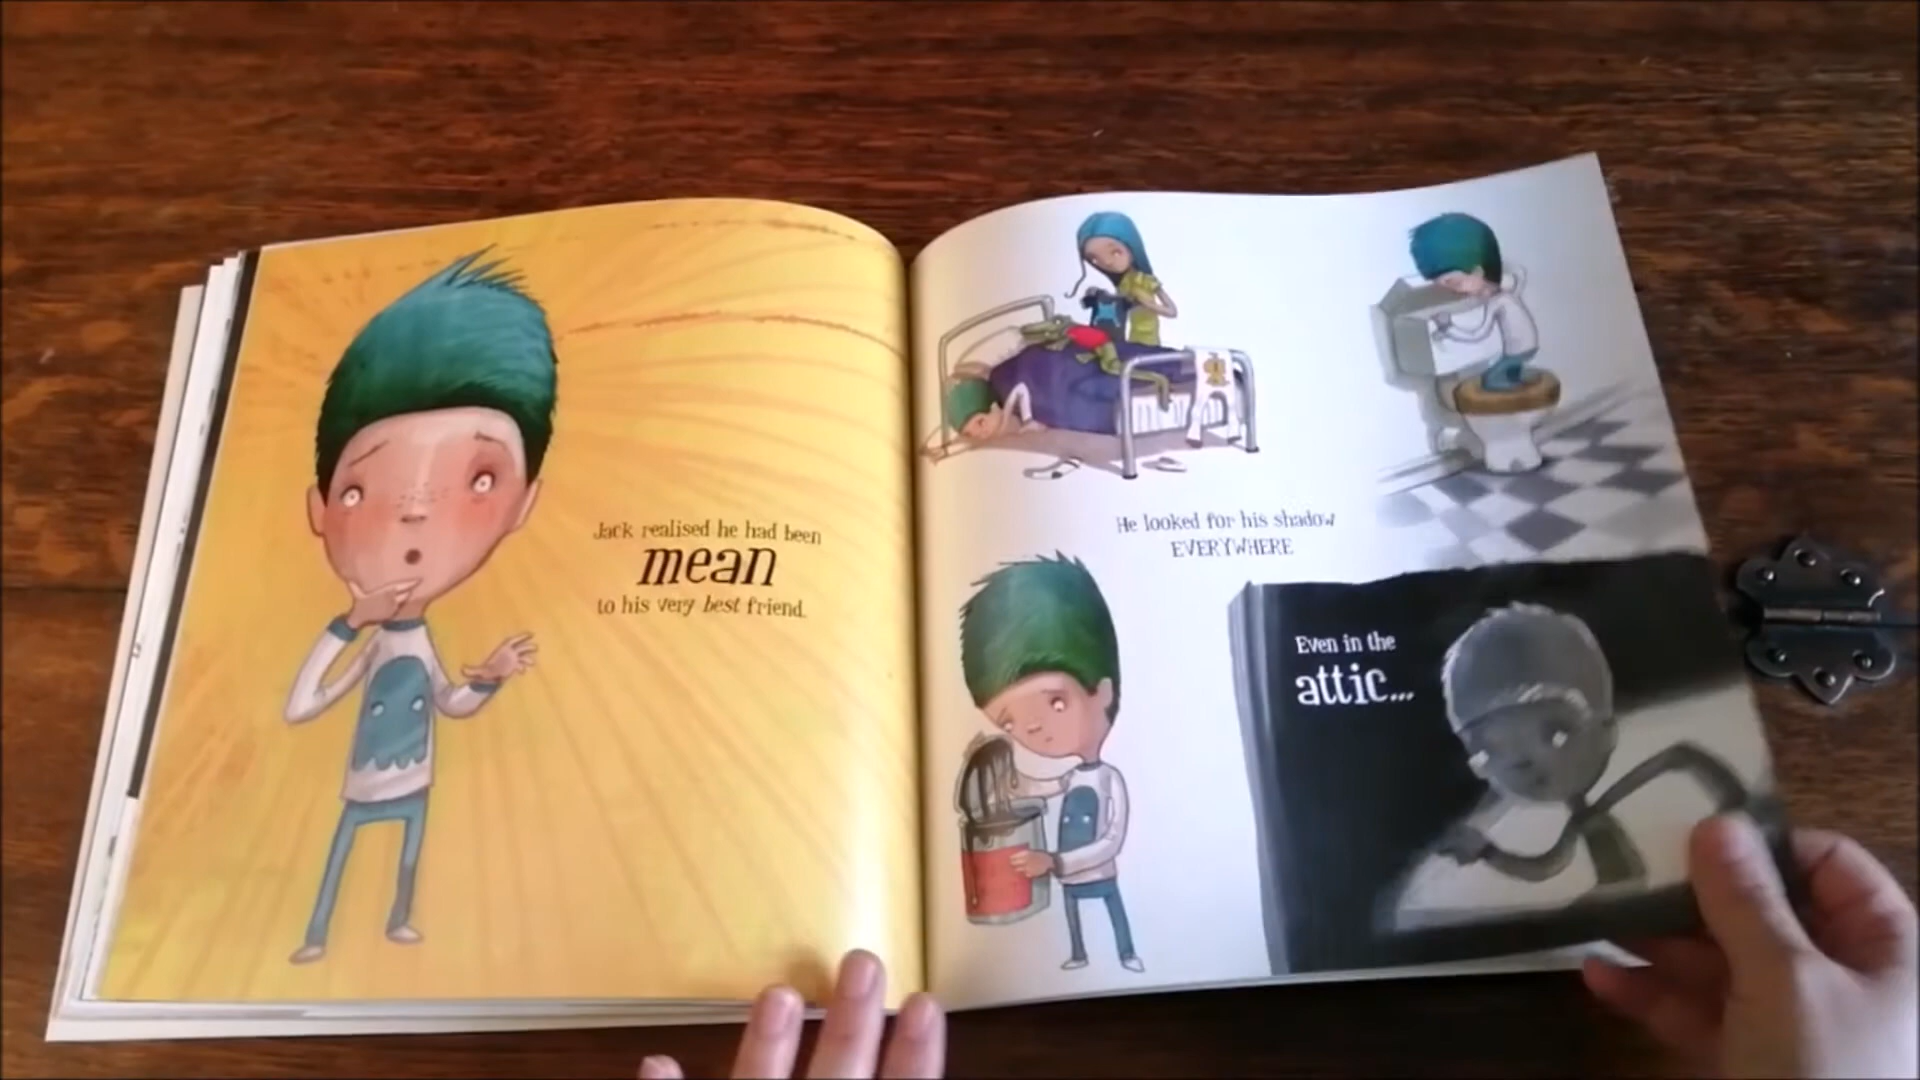 Jack realised he had been
mean
to his very best friend.
He looked for his shadow
EVERYWHERE
Even in the
attic...